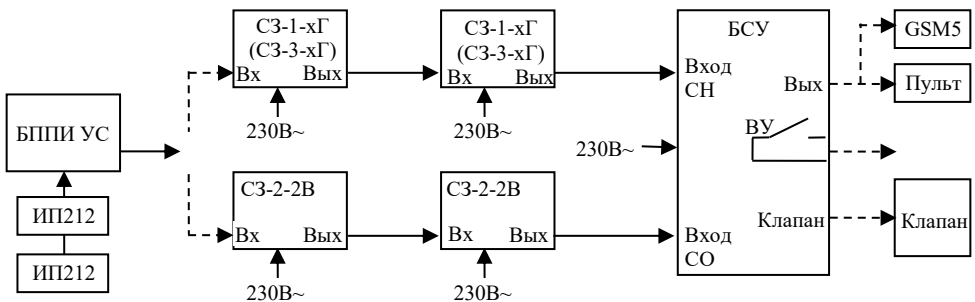 СЗ-1-хГ
(СЗ-3-хГ)
Вх Вых
230В~
СЗ-1-хГ
(СЗ-3-хГ)
Вх Вых
230В~
БСУ
Вход
СН
Вых
ВУ
230В~
Клапан
Вход
СО
GSM5
Пульт
Клапан
БППИ УС
ИП212
ИП212
СЗ-2-2В
Вх Вых
230В~
СЗ-2-2В
Вх Вых
230В~